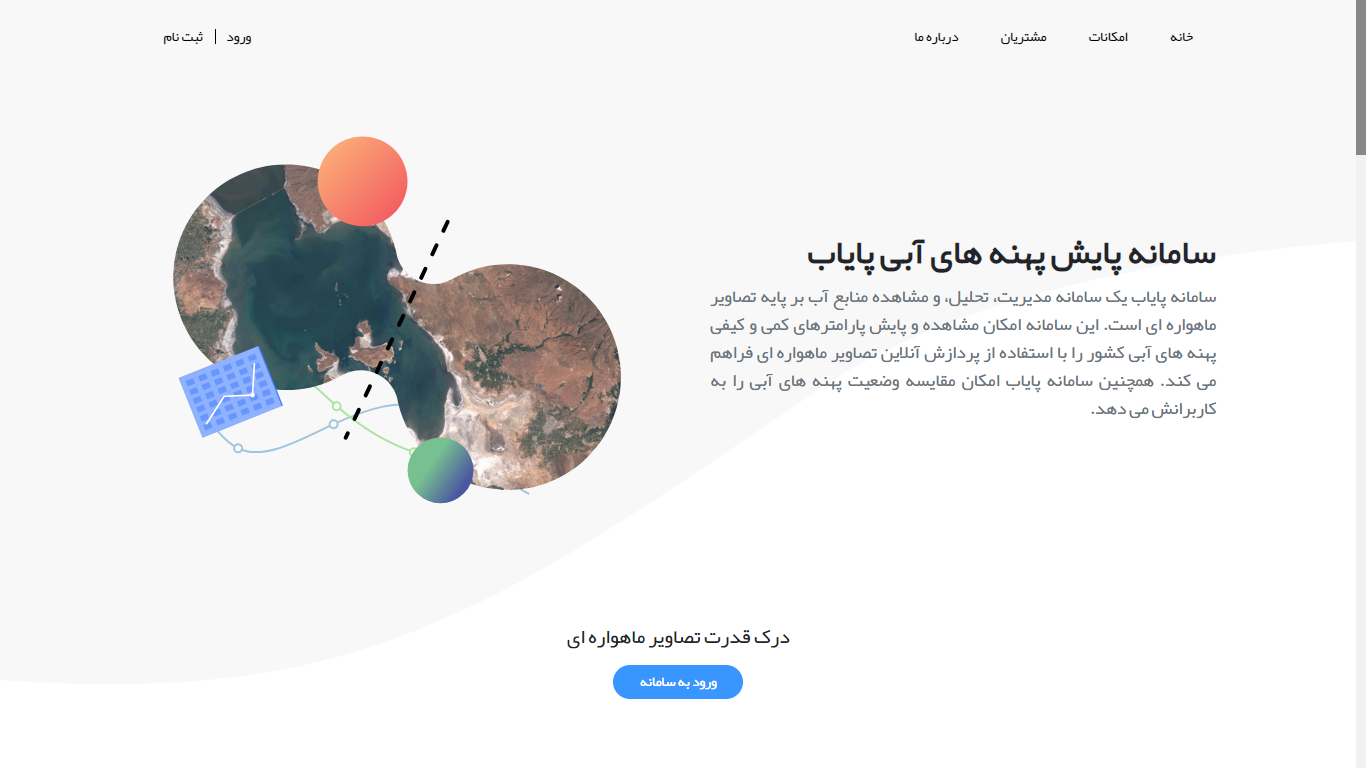 خانه
امکانات
مشتریان
درباره ما
ورود
ثبت نام
سامانه پایش پهنه های آبی پایاب
سامانه پایاب یک سامانه مدیریت، تحلیل، و مشاهده منابع آب بر پایه تصاویر
ماهواره ای است. این سامانه امکان مشاهده و پایش پارامترهای کمی و کیفی
پهنه های آبی کشور را با استفاده از پردازش آنلاین تصاویر ماهواره ای فراهم
می کند. همچنین سامانه پایاب امکان مقایسه وضعیت پهنه های آبی را به
کاربرانش می دهد.
درک قدرت تصاویر ماهواره ای
ورود به سامانه